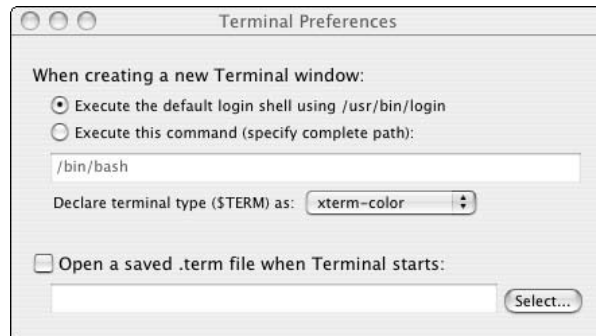 Terminal Preferences
When creating a new Terminal window:
Execute the default login shell using /usr/bin/login
Execute this command (specify complete path):
/bin/bash
Declare terminal type ($TERM) as: xterm-color
Open a saved .term file when Terminal starts:
Select...